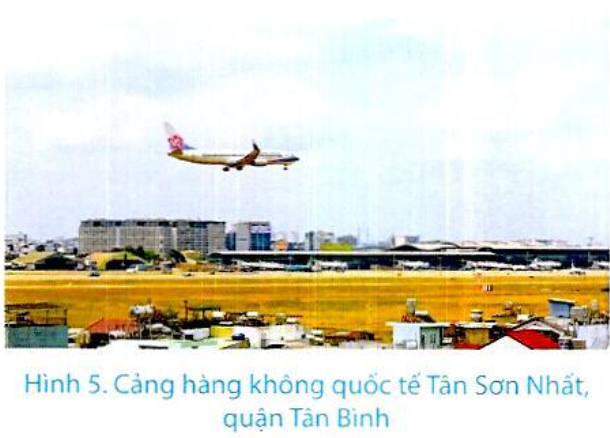 Hình 5. Cảng hàng không quốc tế Tân Sơn Nhất,
quận Tân Bình